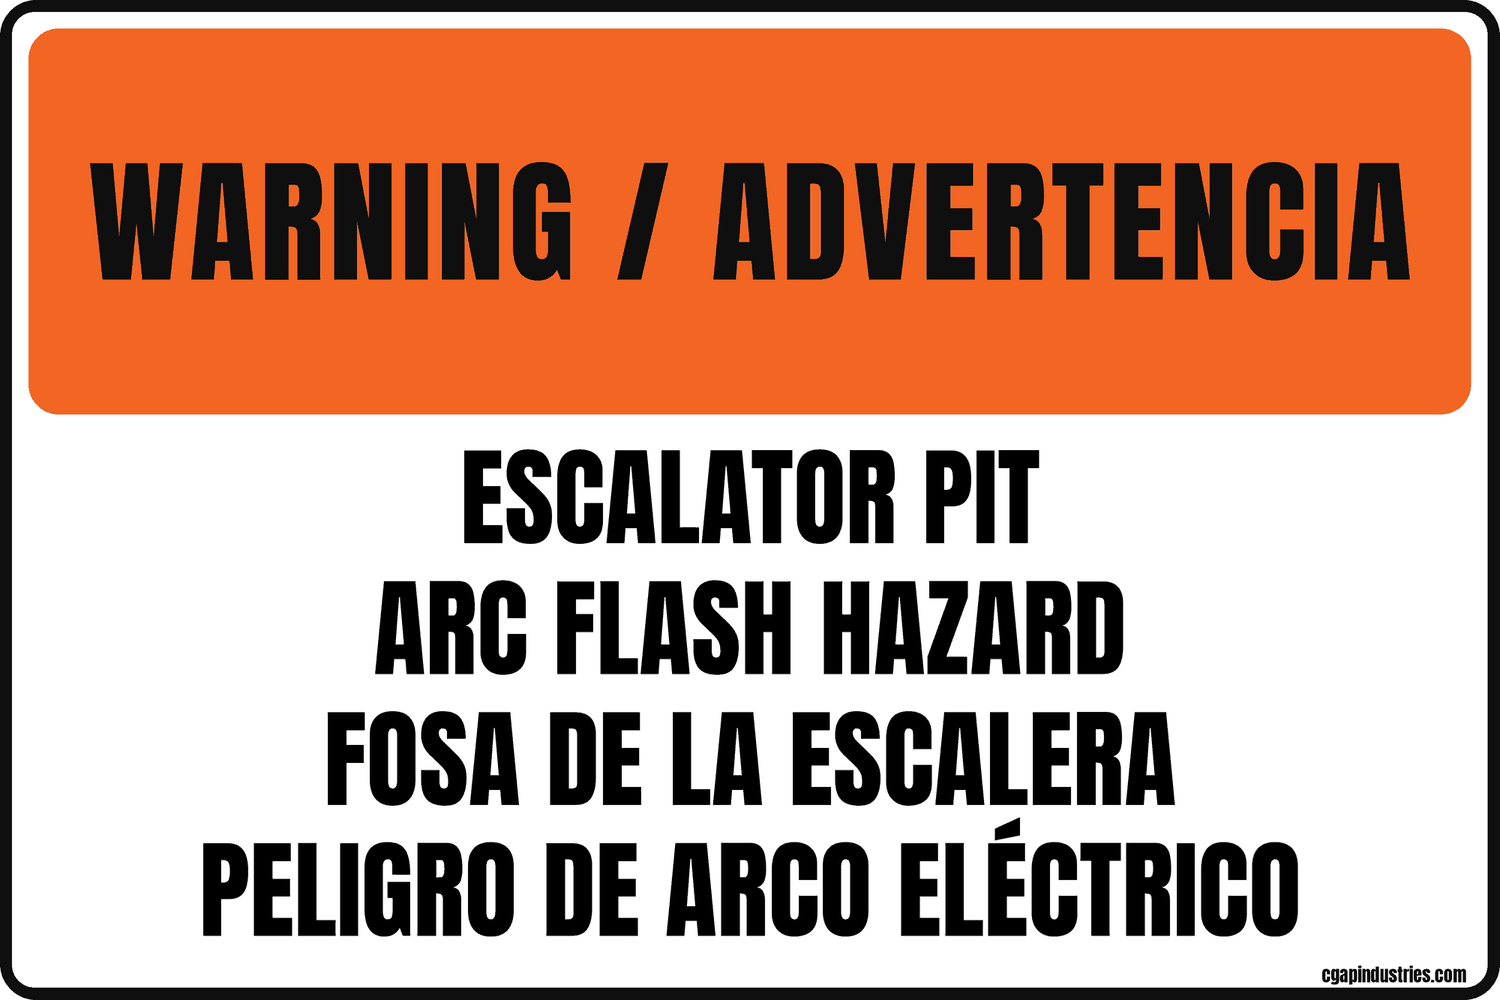 WARNING / ADVERTENCIA
ESCALATOR PIT
ARC FLASH HAZARD
FOSA DE LA ESCALERA
PELIGRO DE ARCO ELÉCTRICO
cgapindustries.com